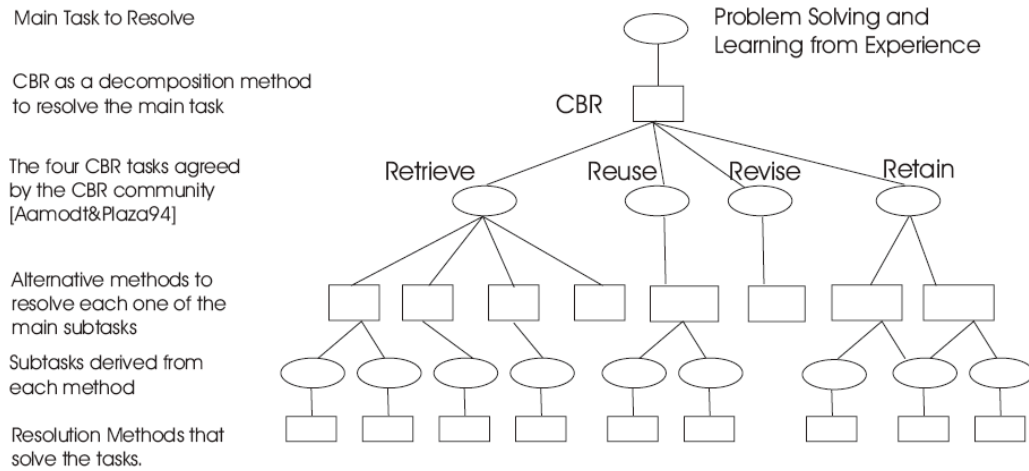 Main Task to Resolve
Problem Solving and
Learning from Experience
CBR as a decomposition method
to resolve the main task
CBR
The four CBR tasks agreed
by the CBR community
[Aamodt&Plaza94]
Retrieve
Reuse
Revise
Retain
Alternative methods to
resolve each one of the
main subtasks
Subtasks derived from
each method
Resolution Methods that
solve the tasks.